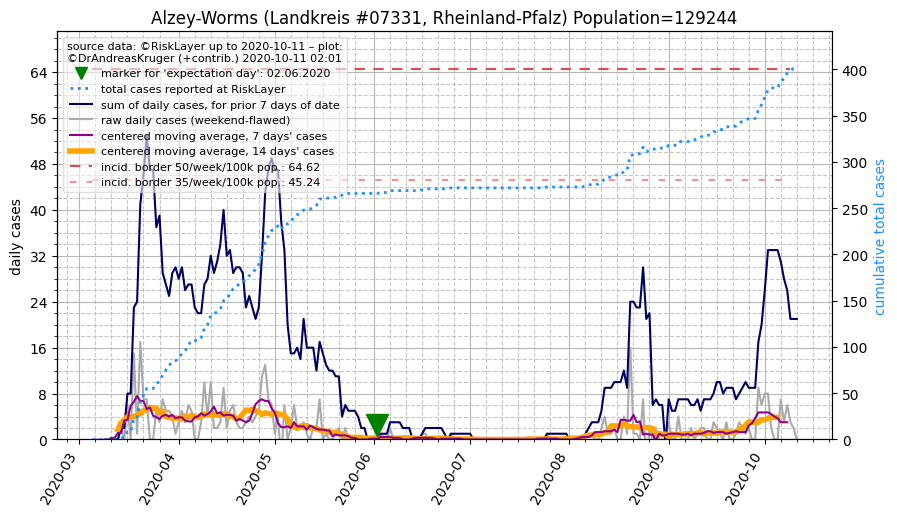 Alzey-Worms (Landkreis #07331, Rheinland-Pfalz) Population=129244
source data: ©RiskLayer up to 2020-10-11 – plot:
©DrAndreasKruger (+contrib.) 2020-10-11 02:01
marker for 'expectation day': 02.06.2020
total cases reported at RiskLayer
sum of daily cases, for prior 7 days of date
raw daily cases (weekend-flawed)
centered moving average, 7 days' cases
centered moving average, 14 days' cases
incid. border 50/week/100k pop.: 64.62
incid. border 35/week/100k pop.: 45.24
daily cases
64
56
48
40
32
24
16
8
0
cumulative total cases
400
350
300
250
200
150
100
50
0
2020-03
2020-04
2020-05
2020-06
2020-07
2020-08
2020-09
2020-10